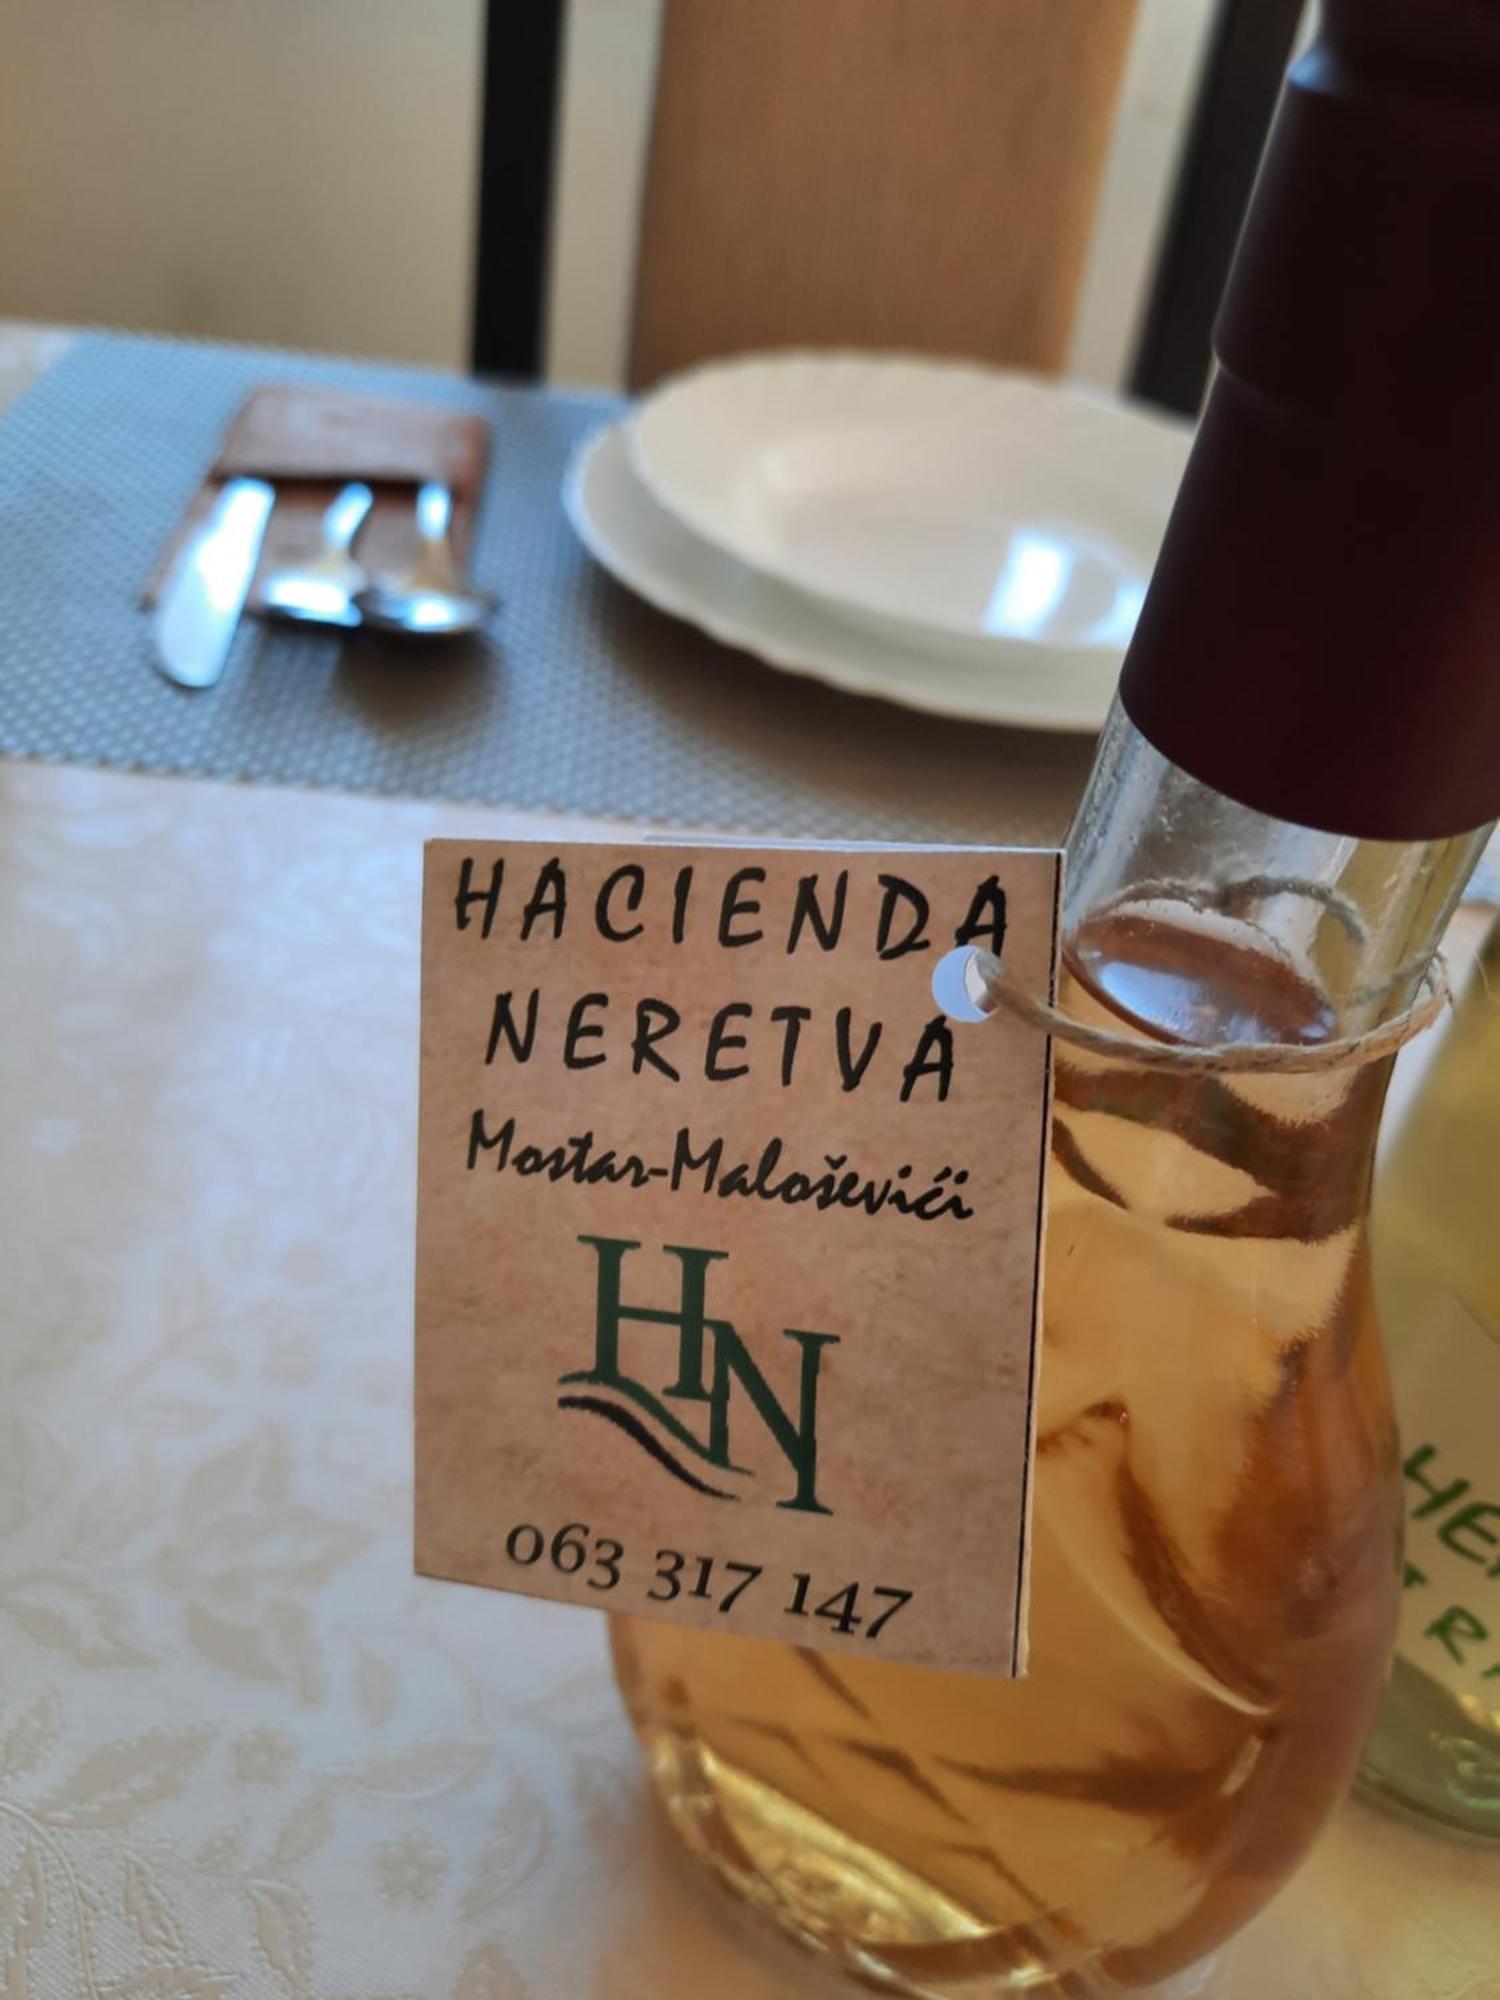 HACIENDA
NERETVA
Mostar-Maloševići
HN
063 317 147